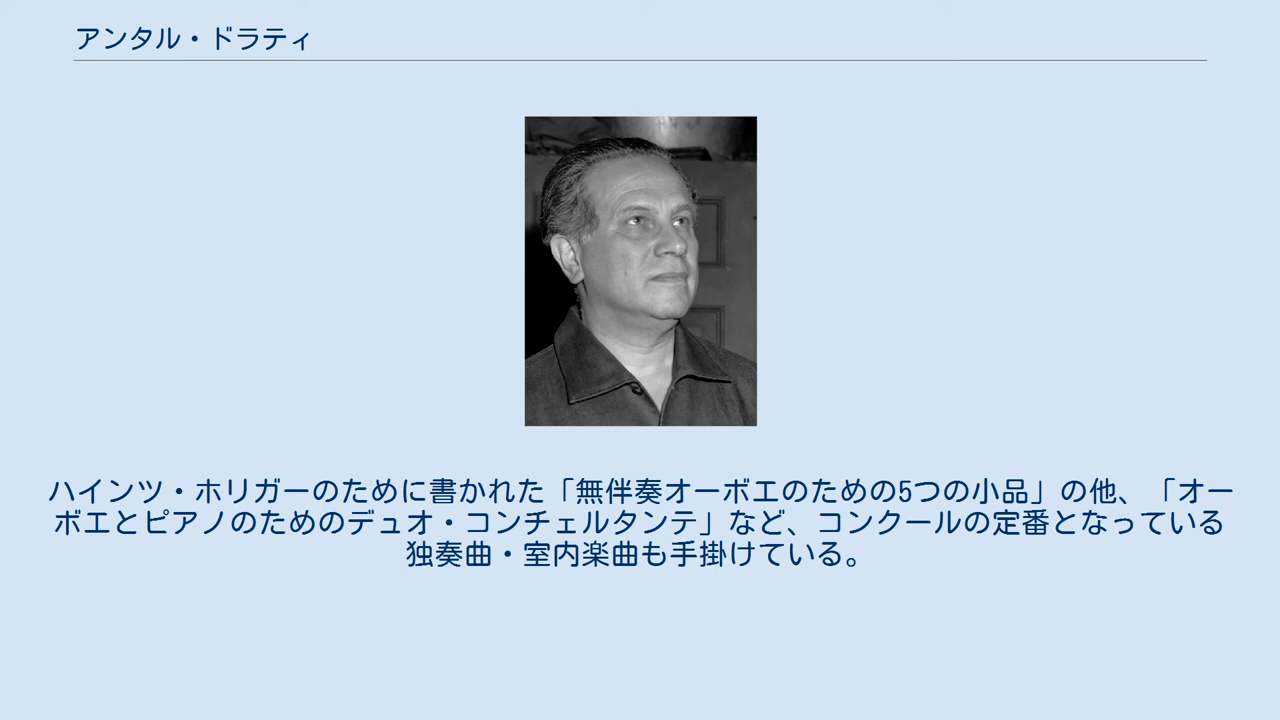 アンタル・ドラティ
ハインツ・ホリガーのために書かれた「無伴奏オーボエのための5つの小品」の他、「オー
ボエとピアノのためのデュオ・コンチェルタンテ」など、コンクールの定番となっている
独奏曲・室内楽曲も手掛けている。